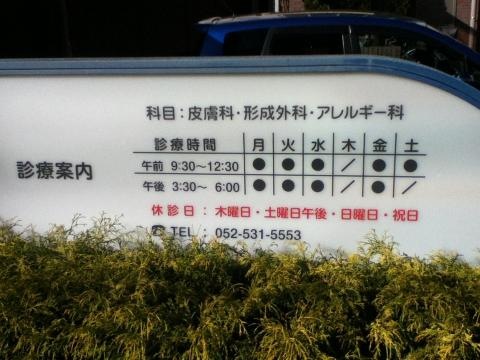 科目：皮膚科・形成外科・アレルギー科
診療案内
診療時間 月 火 水 木 金 土
午前 9:30～12:30 ● ● ● ／ ● ●
午後 3:30～ 6:00 ● ● ● ／ ● ／
休診日：木曜日・土曜日午後・日曜日・祝日
☎ TEL : 052-531-5553